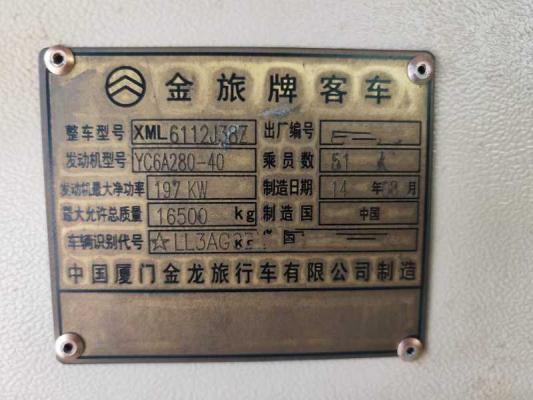 金旅牌客车
整车型号 XML6112J38Z 出厂编号
发动机型号 YC6A280-40 乘员数 51 人
发动机最大净功率 197 KW 制造日期 14 年 08 月
最大允许总质量 16500 kg 制造国 中国
车辆识别代号 ☆LL3AG
中国厦门金龙旅行车有限公司制造